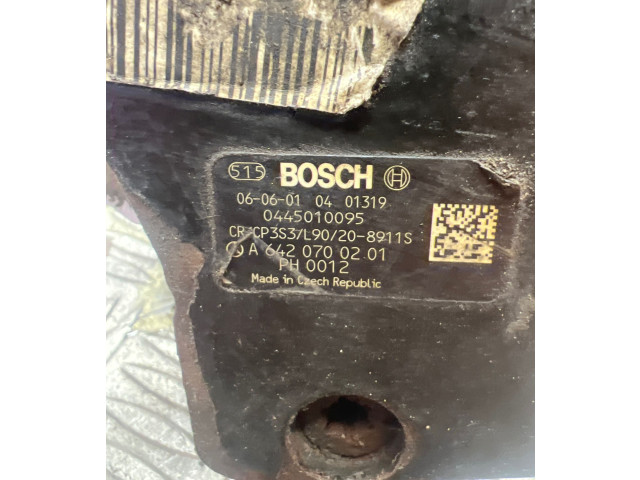 515 BOSCH
06-06-01 04 01319
0445010095
CR/CP3S3/L90/20-8911S
A 642 070 02 01
PH 0012
Made in Czech Republic